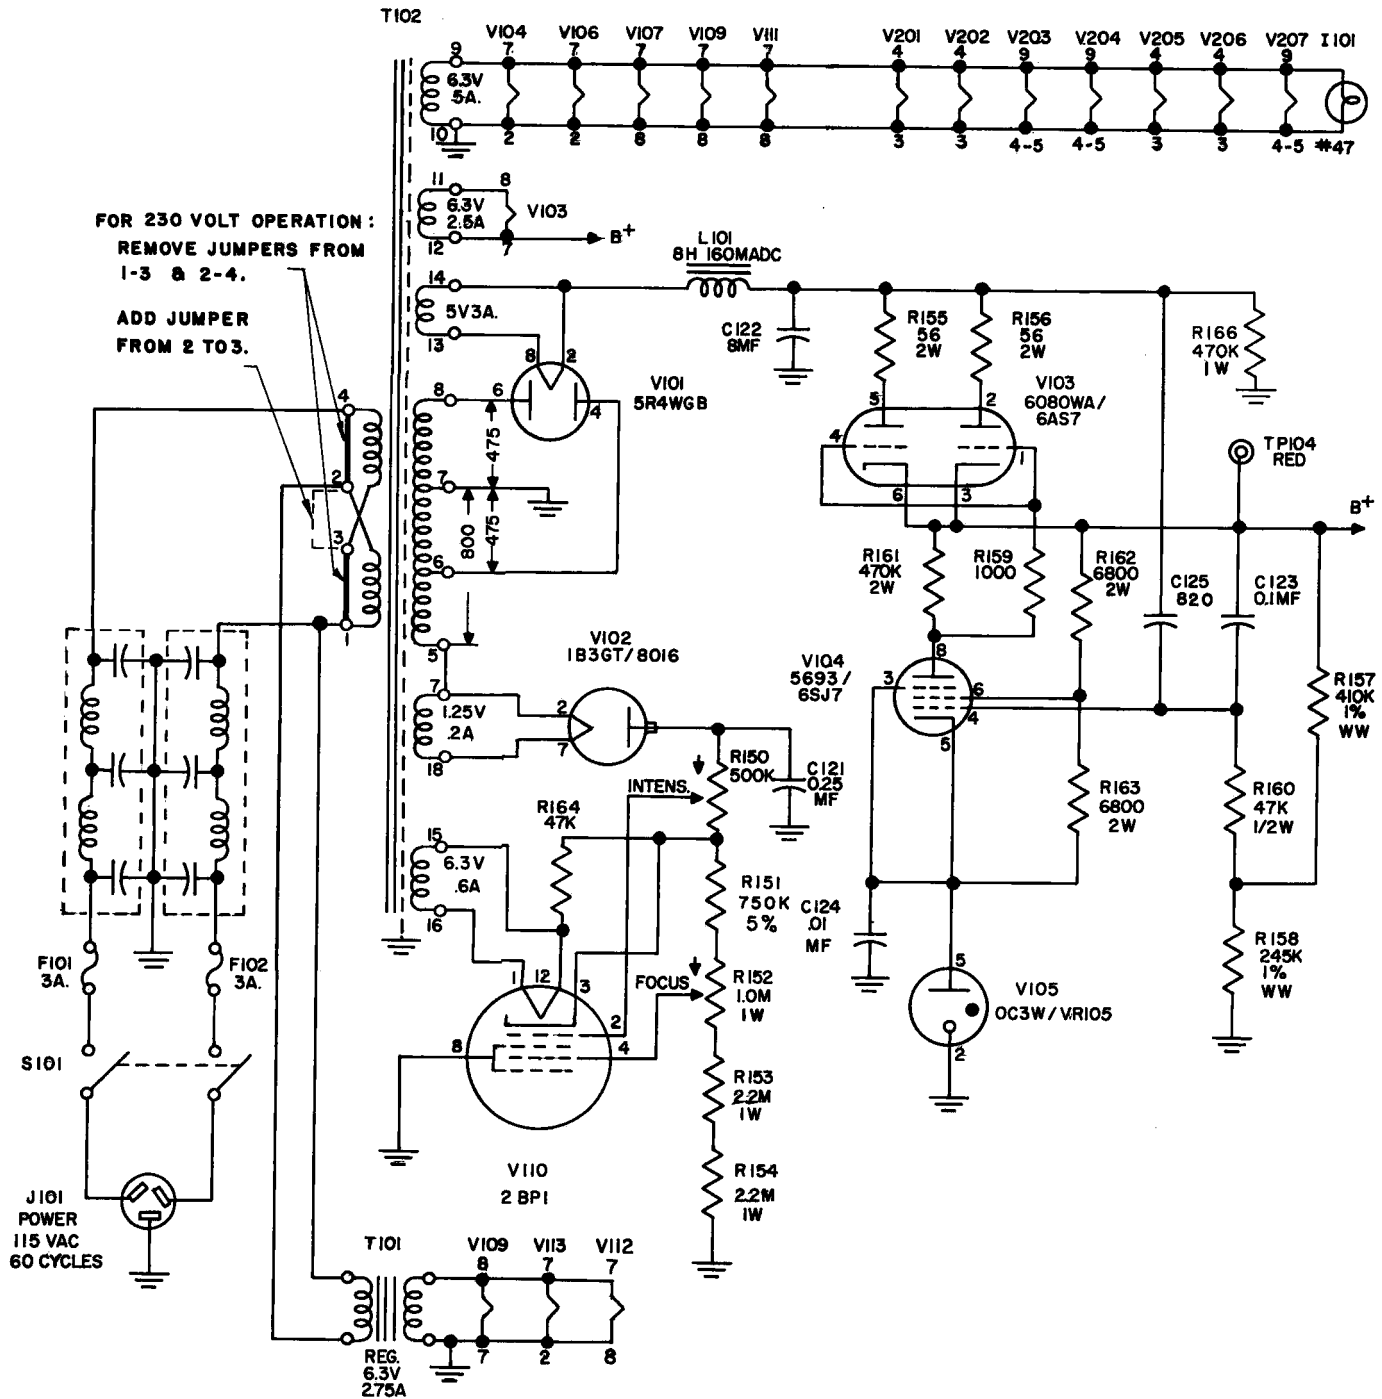 T102
V104 V106 V107 V109 V111 V201 V202 V203 V204 V205 V206 V207 I101
9 7 7 7 7 7 4 4 9 9 4 4 9
6.3V
5A.
10 2 2 8 8 8 3 3 4-5 4-5 3 3 4-5 #47
11 8
6.3V
2.5A
V103
12 7
B+
FOR 230 VOLT OPERATION:
REMOVE JUMPERS FROM
1-3 & 2-4.
ADD JUMPER
FROM 2 TO 3.
L101
8H 160MADC
14
5V3A.
13
8 2
C122
8MF
R155
56
2W
R156
56
2W
R166
470K
1W
V101
5R4WGB
8 6 4
475
7
800
475
6
5
V103
6080WA/
6AS7
5 2
4 1
6 3
TP104
RED
B+
4
2
3
1
R161
470K
2W
R159
1000
R162
6800
2W
C125
820
C123
0.1MF
V102
1B3GT/8016
7
1.25V
.2A
18
2
7
V104
5693/
6SJ7
8
3 6
4
5
R157
410K
1%
WW
R150
500K
INTENS.
C121
0.25
MF
R163
6800
2W
R160
47K
1/2W
R164
47K
15
6.3V
.6A
16
R151
750K
5%
C124
.01
MF
R158
245K
1%
WW
F101
3A.
F102
3A.
1 12 3
FOCUS
R152
1.0M
1W
5
V105
OC3W/VR105
2
S101
8 2
4
R153
2.2M
1W
V110
2BP1
R154
2.2M
1W
J101
POWER
115 VAC
60 CYCLES
T101
V109 V113 V112
8 7 7
7 2 8
REG.
6.3V
2.75A